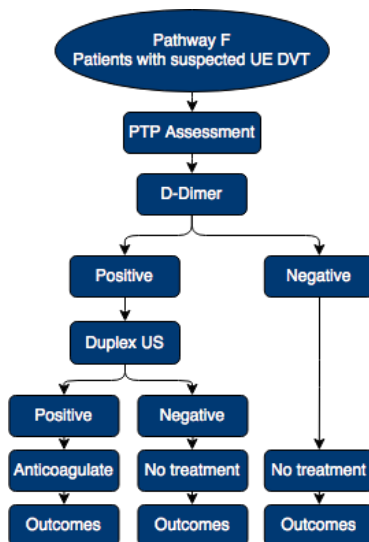 Pathway F
Patients with suspected UE DVT
PTP Assessment
D-Dimer
Positive
Negative
Duplex US
Positive
Negative
Anticoagulate
No treatment
No treatment
Outcomes
Outcomes
Outcomes